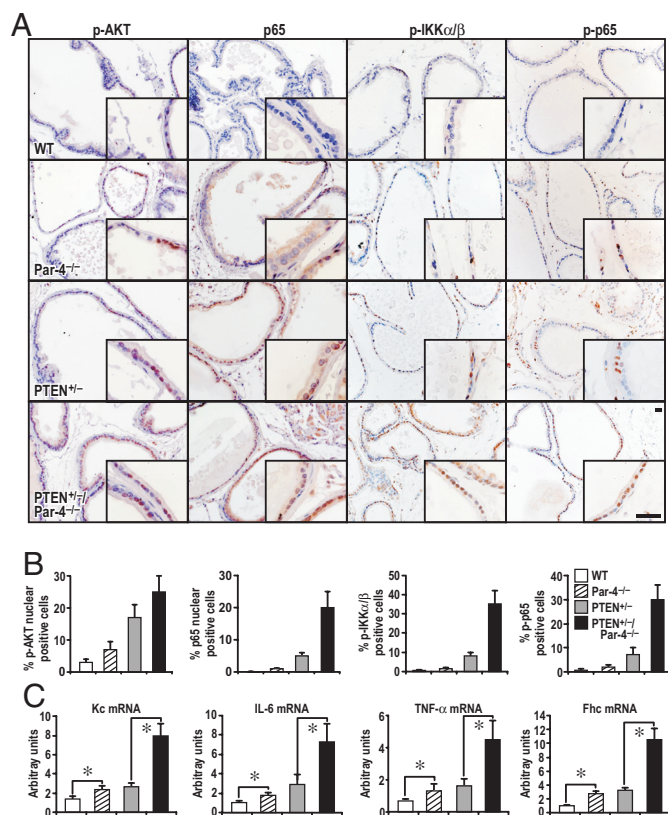 A
p-AKT p65 p-IKKα/β p-p65
WT
Par-4⁻/⁻
PTEN⁺/⁻
PTEN⁺/⁻/
Par-4⁻/⁻
B
% p-AKT nuclear
positive cells
30
20
10
0
% p65 nuclear
positive cells
30
20
10
0
% p-IKKα/β
positive cells
50
40
30
20
10
0
% p-p65
positive cells
40
30
20
10
0
WT
Par-4⁻/⁻
PTEN⁺/⁻
PTEN⁺/⁻/
Par-4⁻/⁻
C
Kc mRNA
Arbitray units
10
8
6
4
2
0
*
*
IL-6 mRNA
Arbitray units
10
8
6
4
2
0
*
*
TNF-α mRNA
Arbitray units
6
4
2
0
*
*
Fhc mRNA
Arbitray units
14
12
10
8
6
4
2
0
*
*